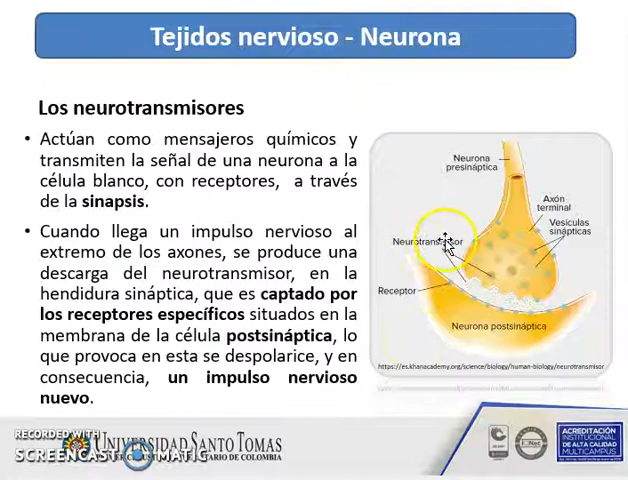 Tejidos nervioso - Neurona
Los neurotransmisores
• Actúan como mensajeros químicos y
transmiten la señal de una neurona a la
célula blanco, con receptores, a través
de la sinapsis.
• Cuando llega un impulso nervioso al
extremo de los axones, se produce una
descarga del neurotransmisor, en la
hendidura sináptica, que es captado por
los receptores específicos situados en la
membrana de la célula postsináptica, lo
que provoca en esta se despolarice, y en
consecuencia, un impulso nervioso
nuevo.
Neurona
presináptica
Axón
terminal
Vesículas
sinápticas
Neurotransmisor
Receptor
Neurona postsináptica
https://es.khanacademy.org/science/biology/human-biology/neurotransmisor
RECORDED WITH
SCREENCAST MATIC
UNIVERSIDAD SANTO TOMAS
DE COLOMBIA
ACREDITACIÓN
INSTITUCIONAL
DE ALTA CALIDAD
MULTICAMPUS